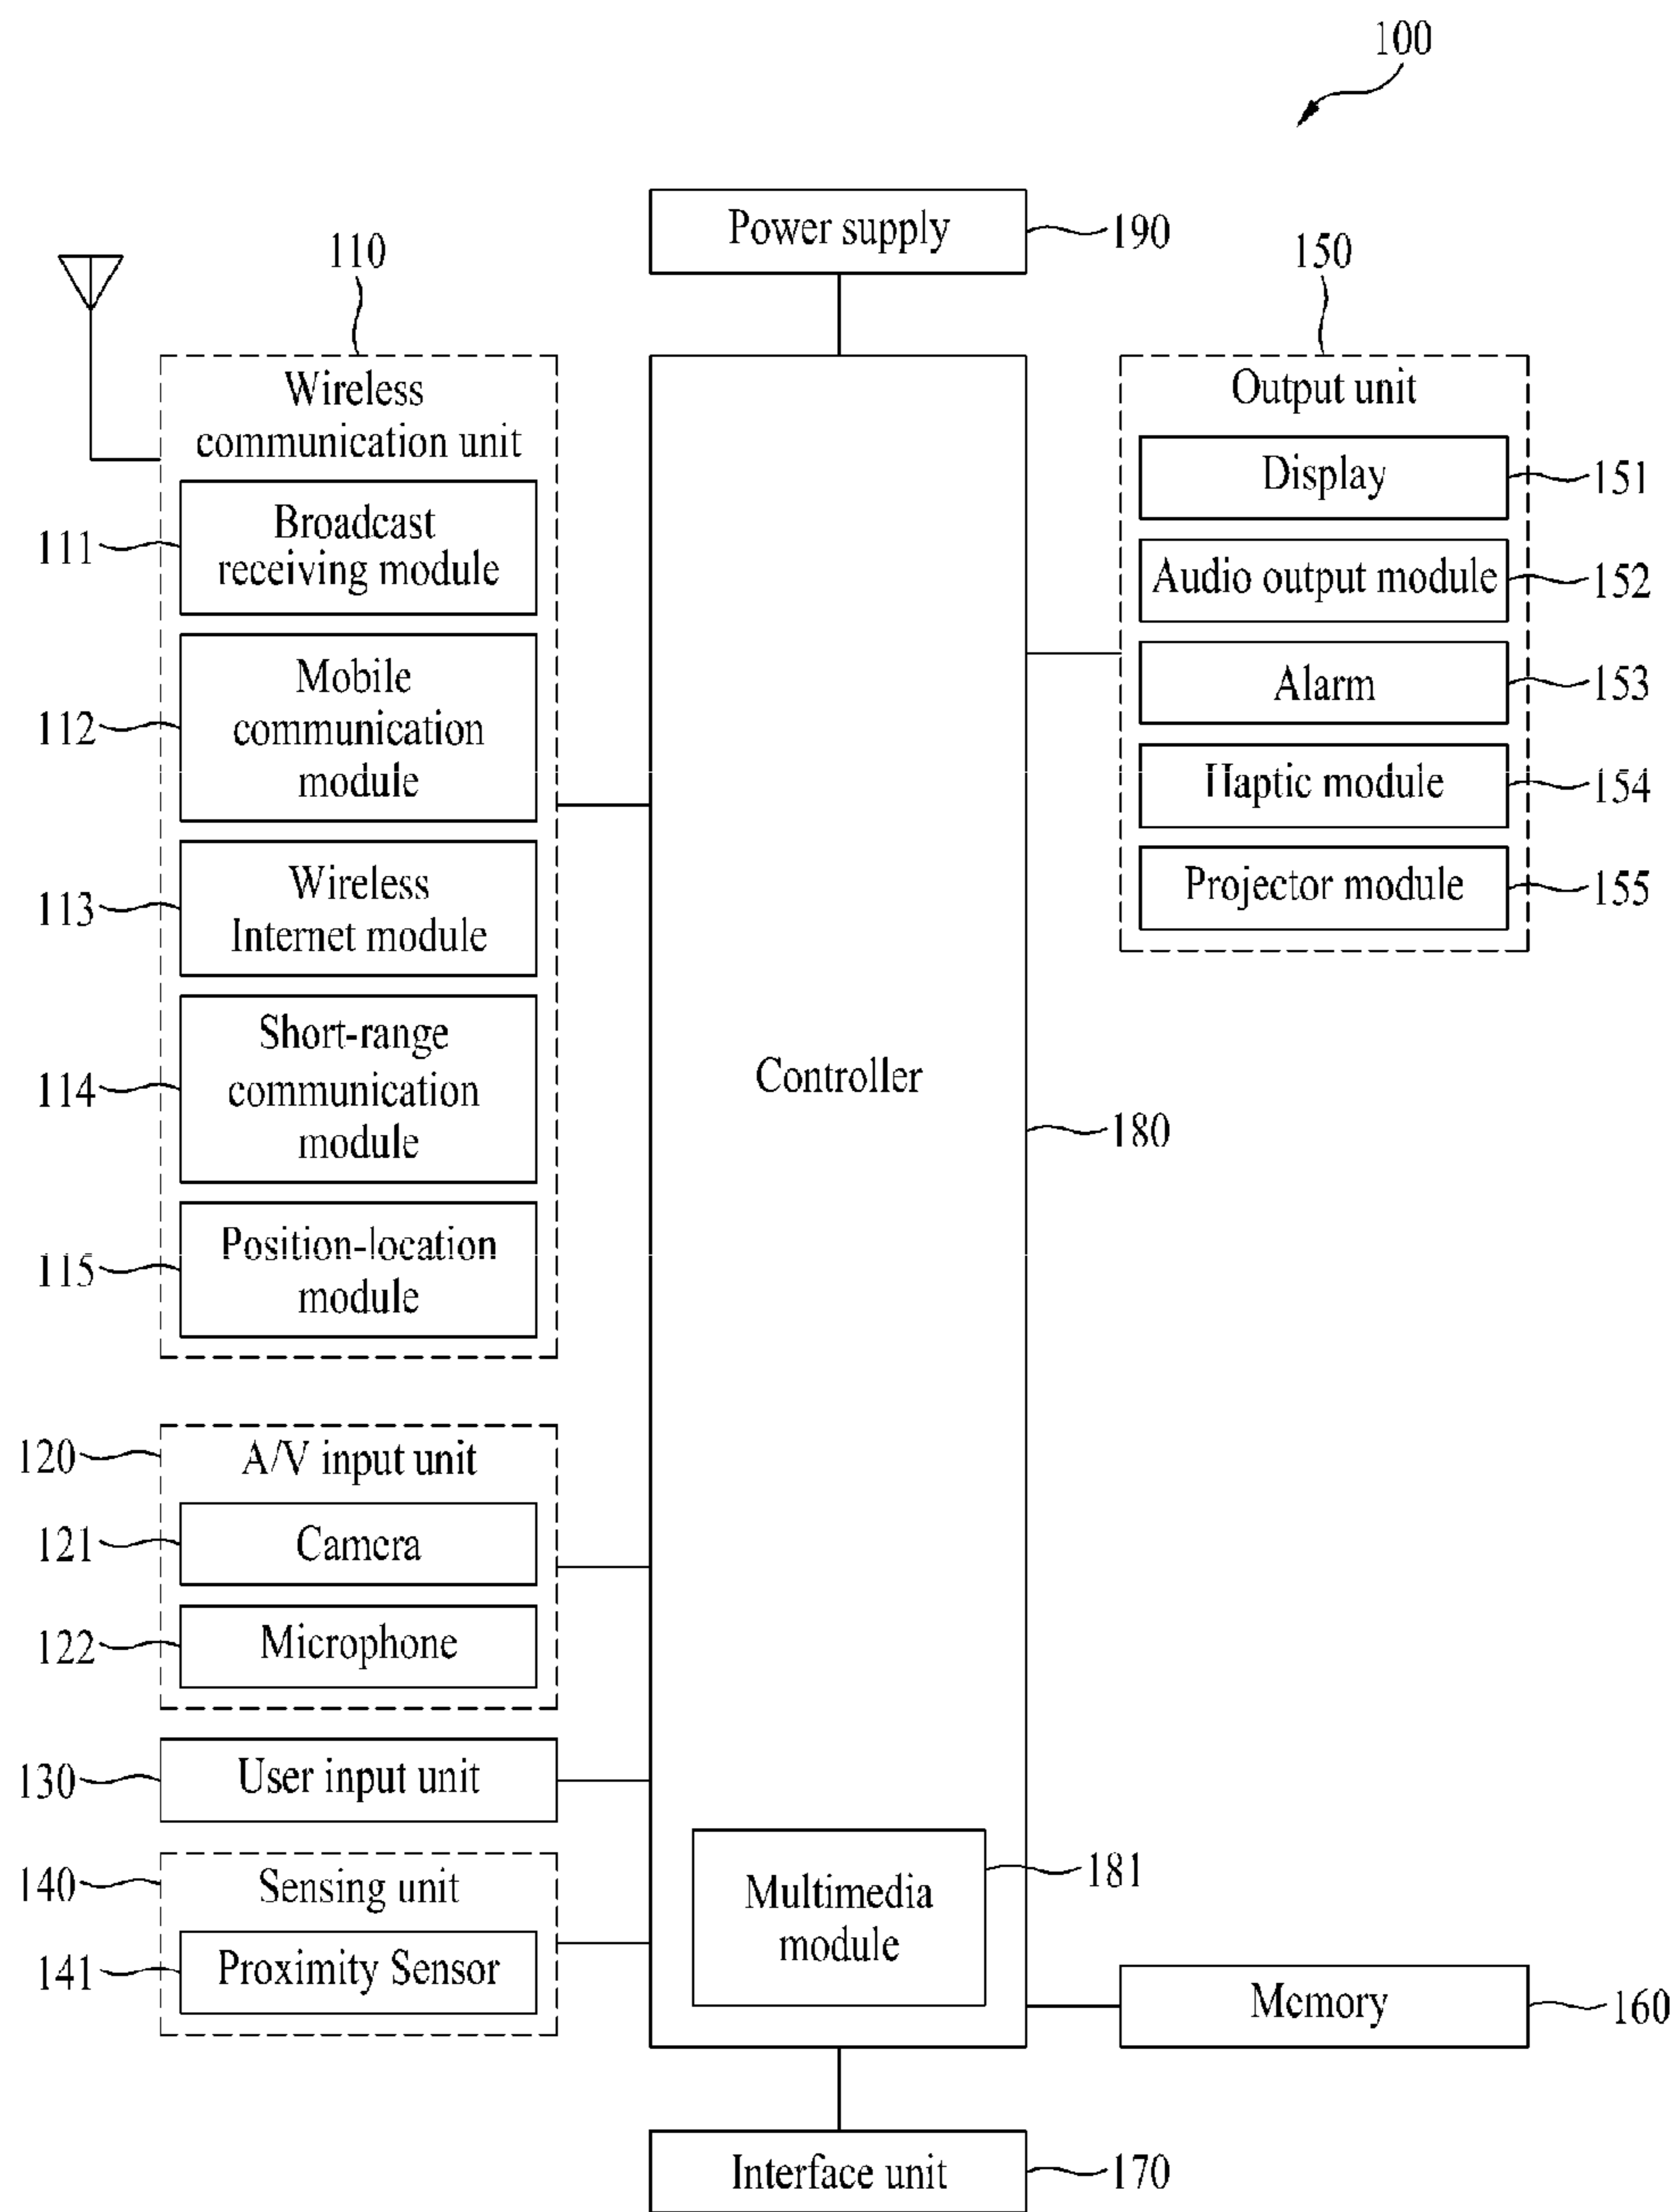 100
Power supply
190
110
150
Wireless
communication unit
Output unit
Broadcast
receiving module
111
Display
151
Audio output module
152
Mobile
communication
module
112
Alarm
153
Haptic module
154
Wireless
Internet module
113
Projector module
155
Short-range
communication
module
114
Controller
180
Position-location
module
115
120
A/V input unit
121
Camera
122
Microphone
130
User input unit
140
Sensing unit
141
Proximity Sensor
Multimedia
module
181
Memory
160
Interface unit
170